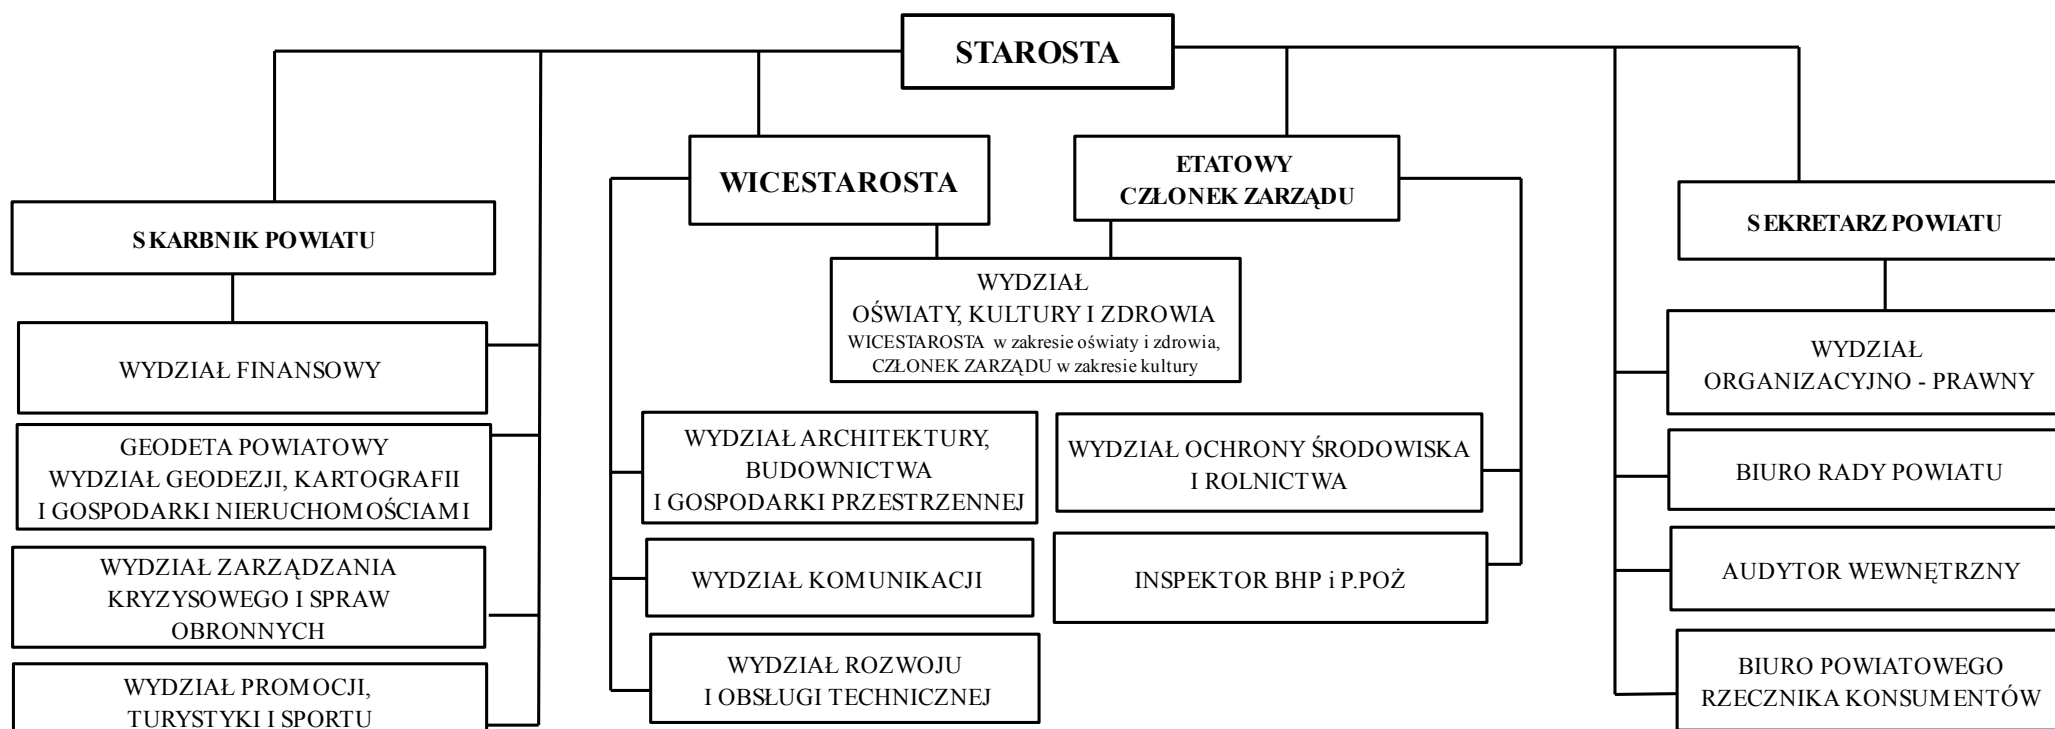 STAROSTA
WICESTAROSTA
ETATOWY
CZŁONEK ZARZĄDU
SKARBNIK POWIATU
SEKRETARZ POWIATU
WYDZIAŁ
OŚWIATY, KULTURY I ZDROWIA
WICESTAROSTA w zakresie oświaty i zdrowia,
CZŁONEK ZARZĄDU w zakresie kultury
WYDZIAŁ FINANSOWY
GEODETA POWIATOWY
WYDZIAŁ GEODEZJI, KARTOGRAFII
I GOSPODARKI NIERUCHOMOŚCIAMI
WYDZIAŁ ZARZĄDZANIA
KRYZYSOWEGO I SPRAW
OBRONNYCH
WYDZIAŁ PROMOCJI,
TURYSTYKI I SPORTU
WYDZIAŁ ARCHITEKTURY,
BUDOWNICTWA
I GOSPODARKI PRZESTRZENNEJ
WYDZIAŁ KOMUNIKACJI
WYDZIAŁ ROZWOJU
I OBSŁUGI TECHNICZNEJ
WYDZIAŁ OCHRONY ŚRODOWISKA
I ROLNICTWA
INSPEKTOR BHP i P.POŻ
WYDZIAŁ
ORGANIZACYJNO - PRAWNY
BIURO RADY POWIATU
AUDYTOR WEWNĘTRZNY
BIURO POWIATOWEGO
RZECZNIKA KONSUMENTÓW